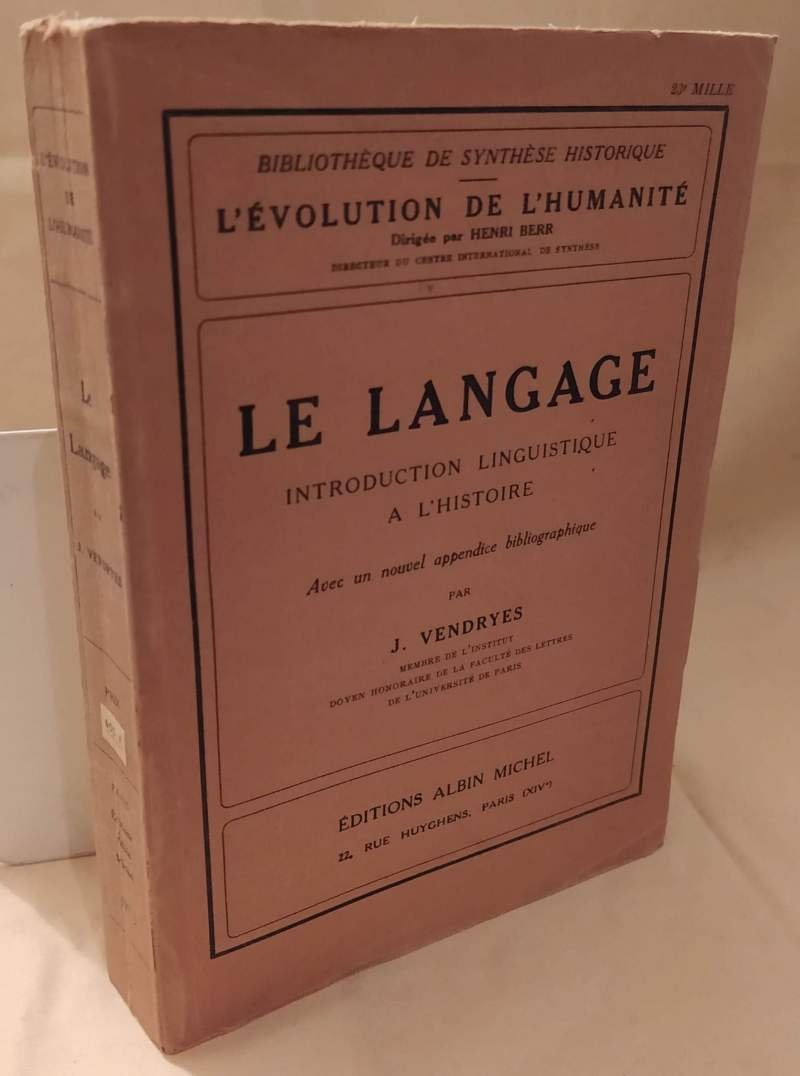 23e MILLE
BIBLIOTHÈQUE DE SYNTHÈSE HISTORIQUE
L'ÉVOLUTION DE L'HUMANITÉ
Dirigée par HENRI BERR
DIRECTEUR DU CENTRE INTERNATIONAL DE SYNTHÈSE
LE LANGAGE
INTRODUCTION LINGUISTIQUE
A L'HISTOIRE
Avec un nouvel appendice bibliographique
PAR
J. VENDRYES
MEMBRE DE L'INSTITUT
DOYEN HONORAIRE DE LA FACULTÉ DES LETTRES
DE L'UNIVERSITÉ DE PARIS
ÉDITIONS ALBIN MICHEL
22, RUE HUYGHENS, PARIS (XIVe)
L'ÉVOLUTION
DE
L'HUMANITÉ
Le
Langage
J. VENDRYES